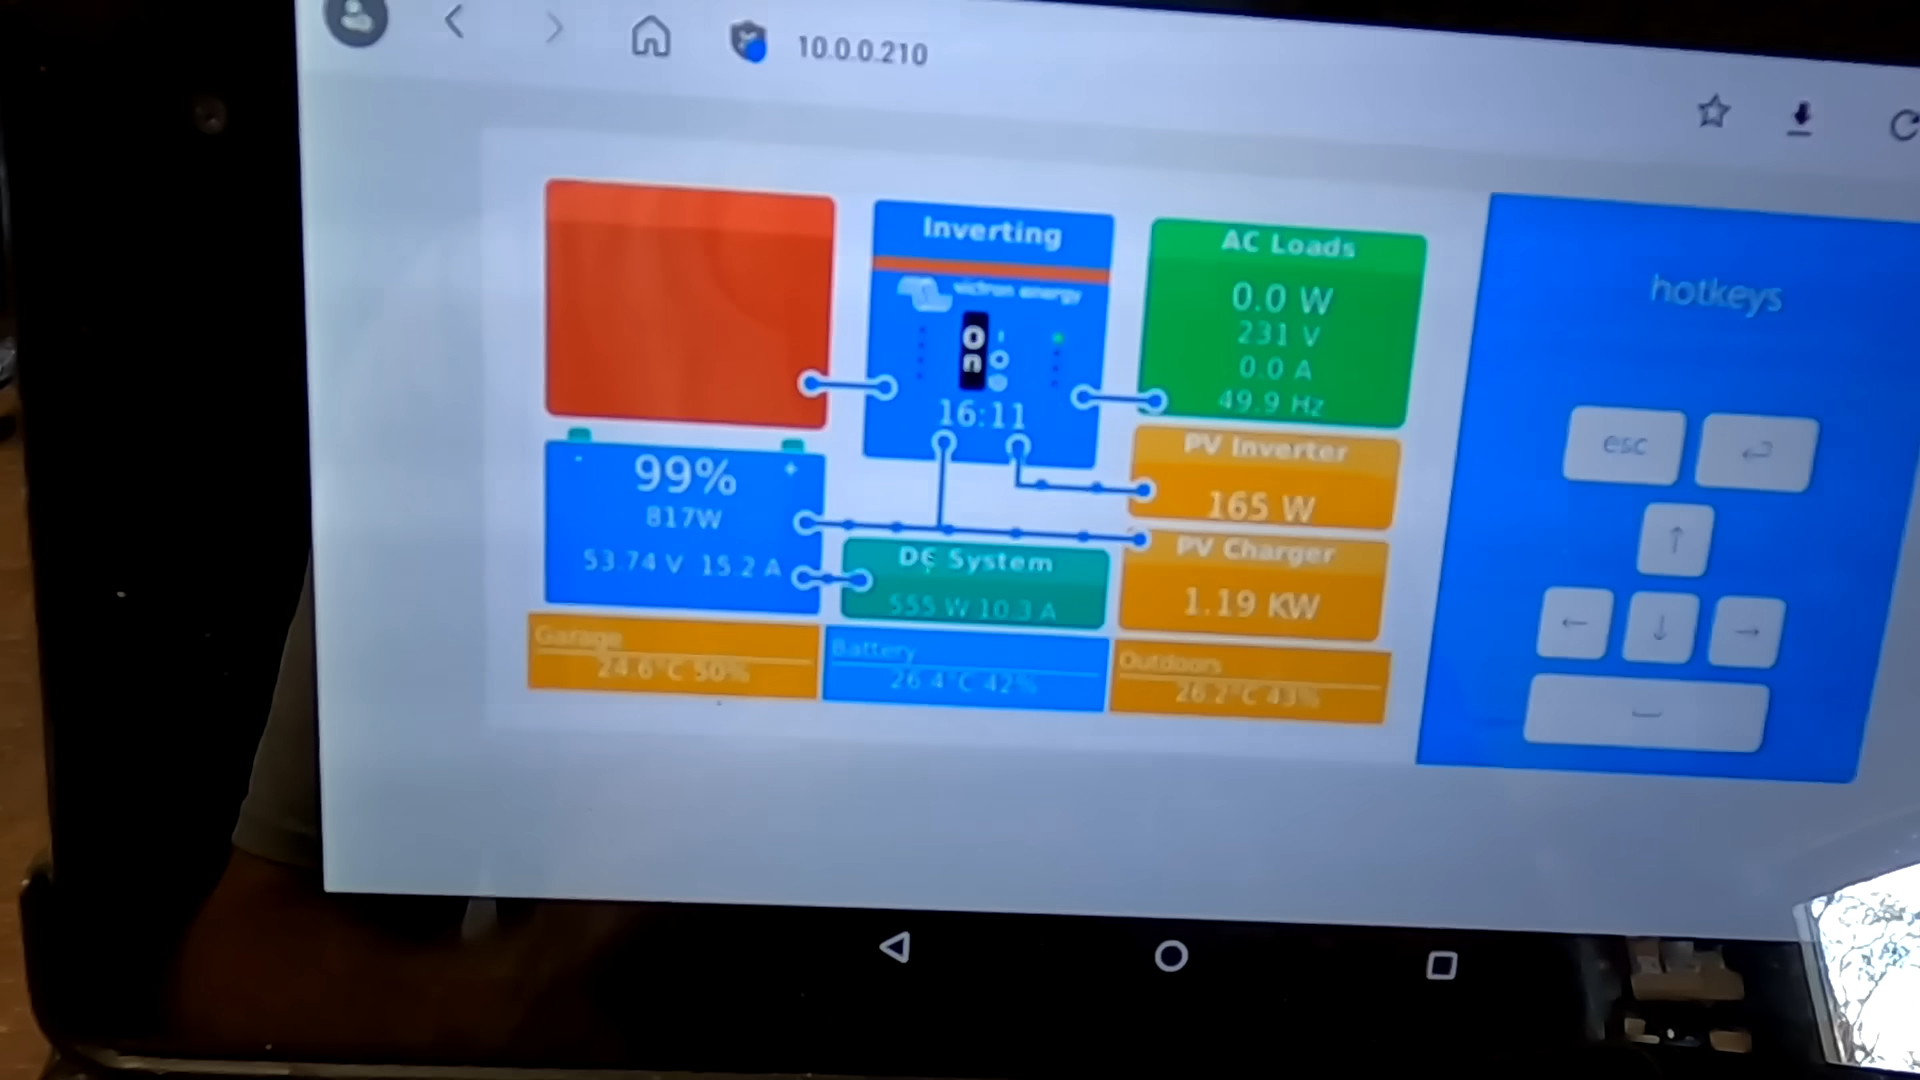 10.0.0.210
Inverting
victron energy
on
16:11
AC Loads
0.0 W
231 V
0.0 A
49.9 Hz
hotkeys
esc
99%
- +
817W
53.74 V 15.2 A
PV Inverter
165 W
DC System
555 W 10.3 A
PV Charger
1.19 KW
Garage
24.6°C 50%
Battery
26.4°C 42%
Outdoors
26.2°C 43%